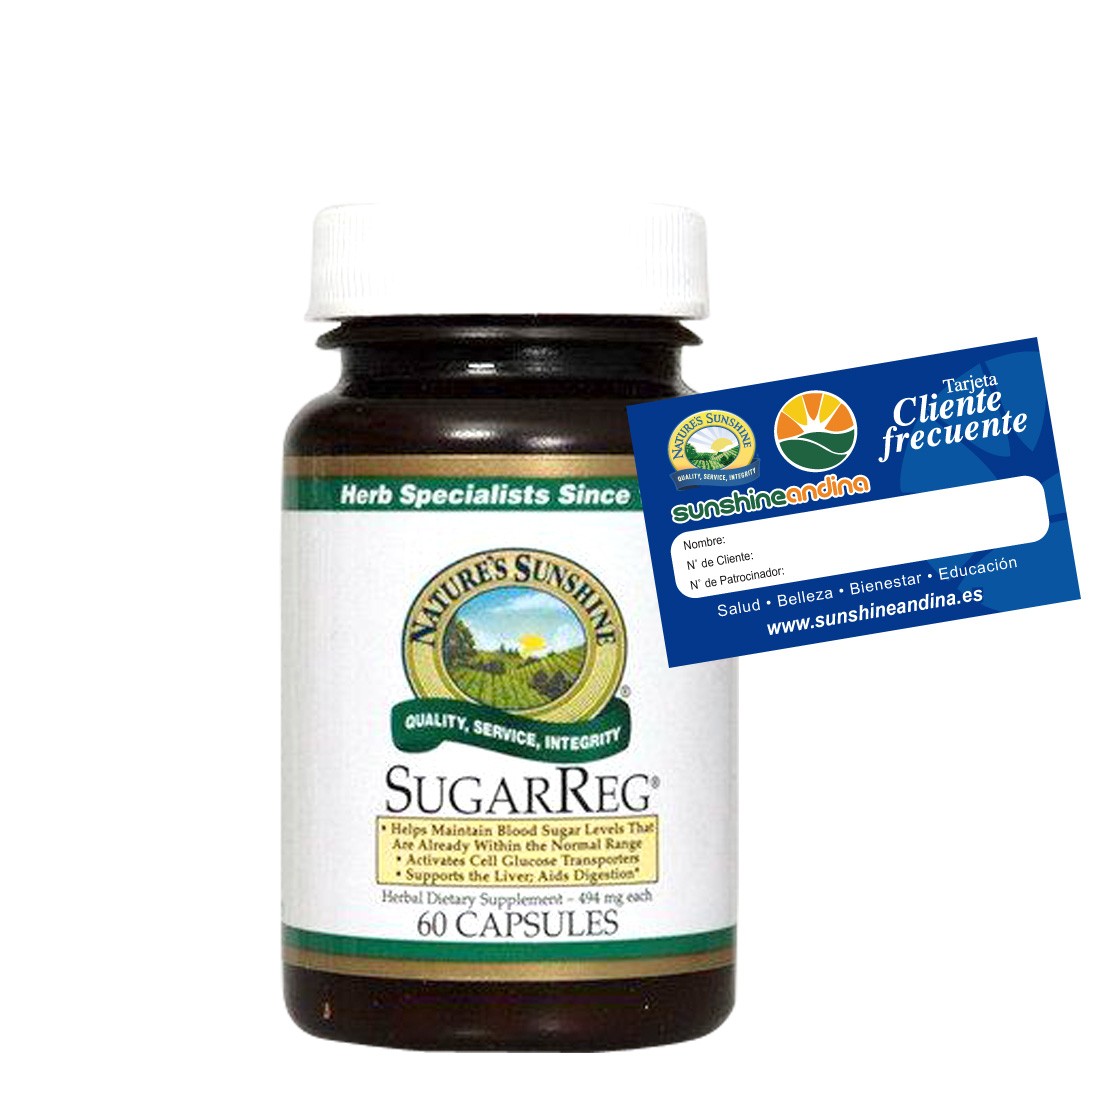 Herb Specialists Since
NATURE'S SUNSHINE
®
QUALITY, SERVICE, INTEGRITY
SUGARREG®
• Helps Maintain Blood Sugar Levels That
Are Already Within the Normal Range
• Activates Cell Glucose Transporters
• Supports the Liver; Aids Digestion*
Herbal Dietary Supplement – 494 mg each
60 CAPSULES
Tarjeta
Cliente
frecuente
NATURE'S SUNSHINE
QUALITY, SERVICE, INTEGRITY
sunshineandina
Nombre:
N° de Cliente:
N° de Patrocinador:
Salud • Belleza • Bienestar • Educación
www.sunshineandina.es